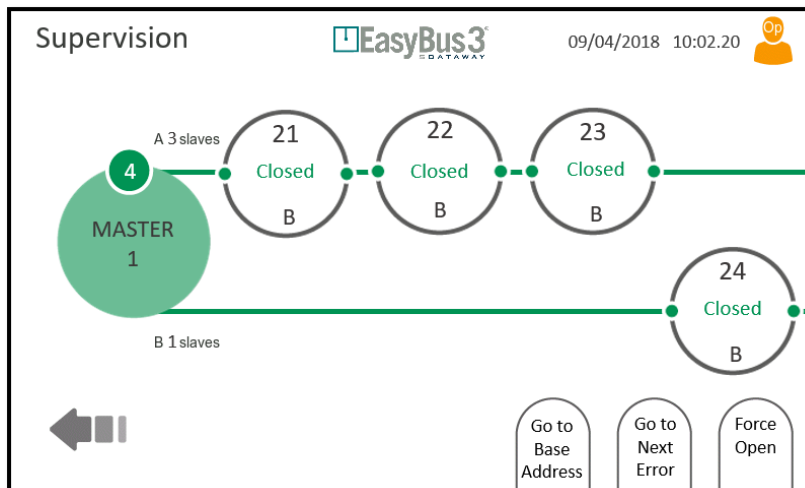 Supervision
EasyBus3
DATAWAY
09/04/2018 10:02.20
Op
A 3 slaves
21
Closed
B
22
Closed
B
23
Closed
B
4
MASTER
1
24
Closed
B
B 1 slaves
Go to
Base
Address
Go to
Next
Error
Force
Open